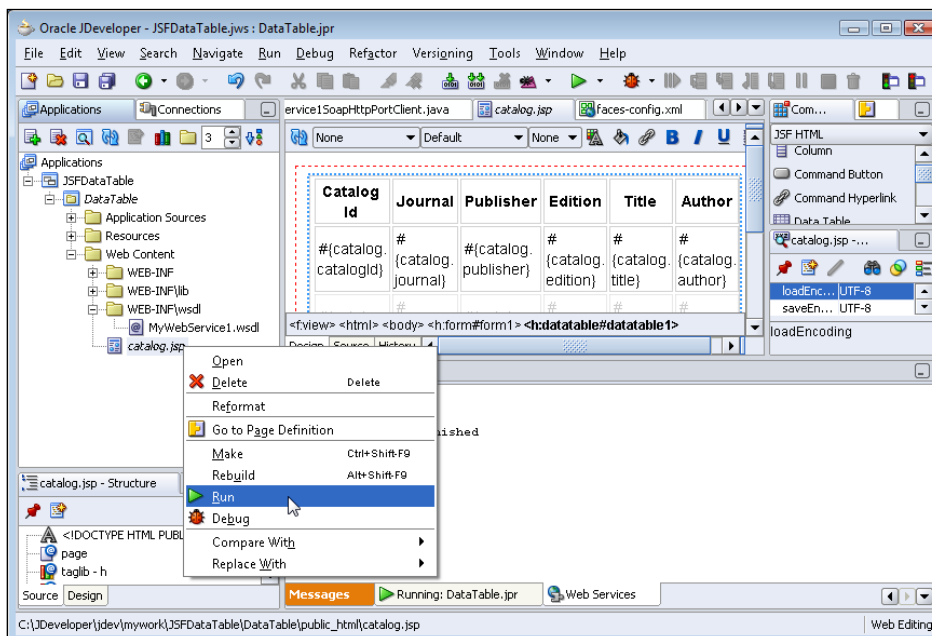 Oracle JDeveloper - JSFDataTable.jws : DataTable.jpr
File Edit View Search Navigate Run Debug Refactor Versioning Tools Window Help
Applications Connections
ervice1SoapHttpPortClient.java catalog.jsp faces-config.xml
Com...
3
None Default None B I U
JSF HTML
Column
Command Button
Command Hyperlink
Data Table
Applications
JSFDataTable
DataTable
Application Sources
Resources
Web Content
WEB-INF
WEB-INF\lib
WEB-INF\wsdl
MyWebService1.wsdl
catalog.jsp
Catalog Id Journal Publisher Edition Title Author
#{catalog.catalogId} #{catalog.journal} #{catalog.publisher} #{catalog.edition} #{catalog.title} #{catalog.author}
# # # #
<f:view> <html> <body> <h:form#form1> <h:datatable#datatable1>
Design Source History
catalog.jsp -...
loadEnc... UTF-8
saveEn... UTF-8
loadEncoding
Open
Delete Delete
Reformat
Go to Page Definition
Make Ctrl+Shift-F9
Rebuild Alt+Shift-F9
Run
Debug
Compare With
Replace With
ished
catalog.jsp - Structure
<!DOCTYPE HTML PUBL
page
taglib - h
Source Design
Messages Running: DataTable.jpr Web Services
C:\JDeveloper\jdev\mywork\JSFDataTable\DataTable\public_html\catalog.jsp Web Editing